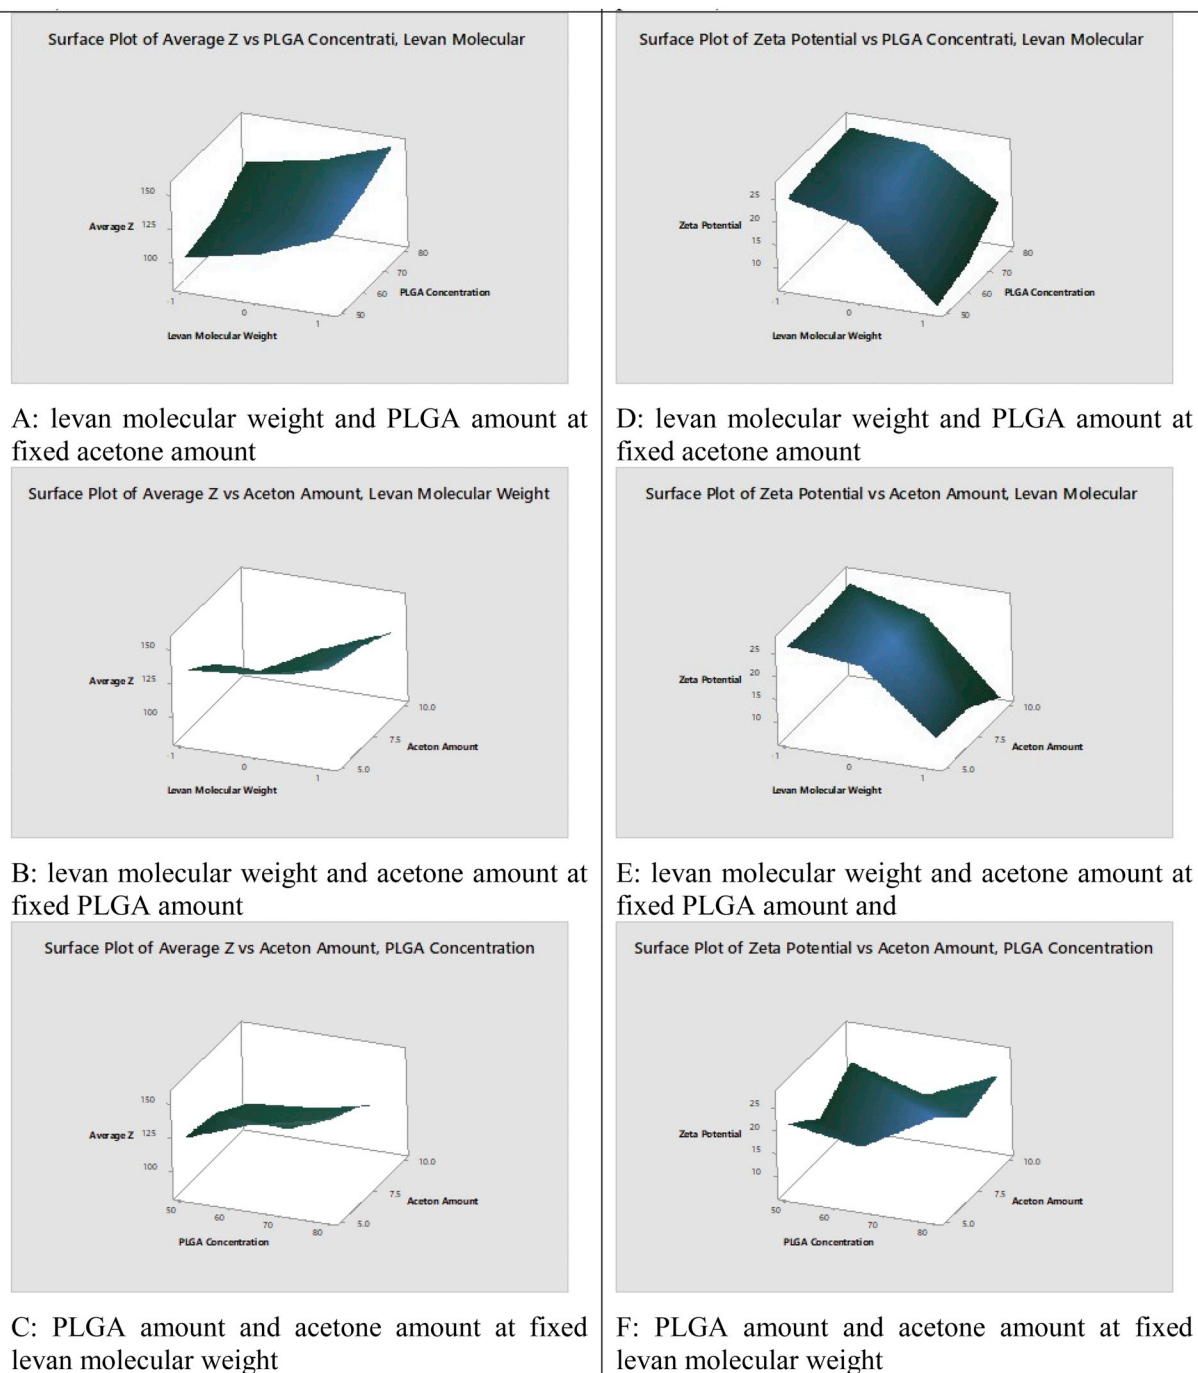 Surface Plot of Average Z vs PLGA Concentrati, Levan Molecular
150
Average Z 125
100
-1
0
1
80
70
60
50
PLGA Concentration
Levan Molecular Weight
A: levan molecular weight and PLGA amount at
fixed acetone amount
Surface Plot of Average Z vs Aceton Amount, Levan Molecular Weight
150
Average Z 125
100
-1
0
1
10.0
7.5
5.0
Aceton Amount
Levan Molecular Weight
B: levan molecular weight and acetone amount at
fixed PLGA amount
Surface Plot of Average Z vs Aceton Amount, PLGA Concentration
150
Average Z 125
100
50
60
70
80
10.0
7.5
5.0
Aceton Amount
PLGA Concentration
C: PLGA amount and acetone amount at fixed
levan molecular weight
Surface Plot of Zeta Potential vs PLGA Concentrati, Levan Molecular
25
20
Zeta Potential
15
10
-1
0
1
80
70
60
50
PLGA Concentration
Levan Molecular Weight
D: levan molecular weight and PLGA amount at
fixed acetone amount
Surface Plot of Zeta Potential vs Aceton Amount, Levan Molecular
25
20
Zeta Potential
15
10
-1
0
1
10.0
7.5
5.0
Aceton Amount
Levan Molecular Weight
E: levan molecular weight and acetone amount at
fixed PLGA amount and
Surface Plot of Zeta Potential vs Aceton Amount, PLGA Concentration
25
20
Zeta Potential
15
10
50
60
70
80
10.0
7.5
5.0
Aceton Amount
PLGA Concentration
F: PLGA amount and acetone amount at fixed
levan molecular weight